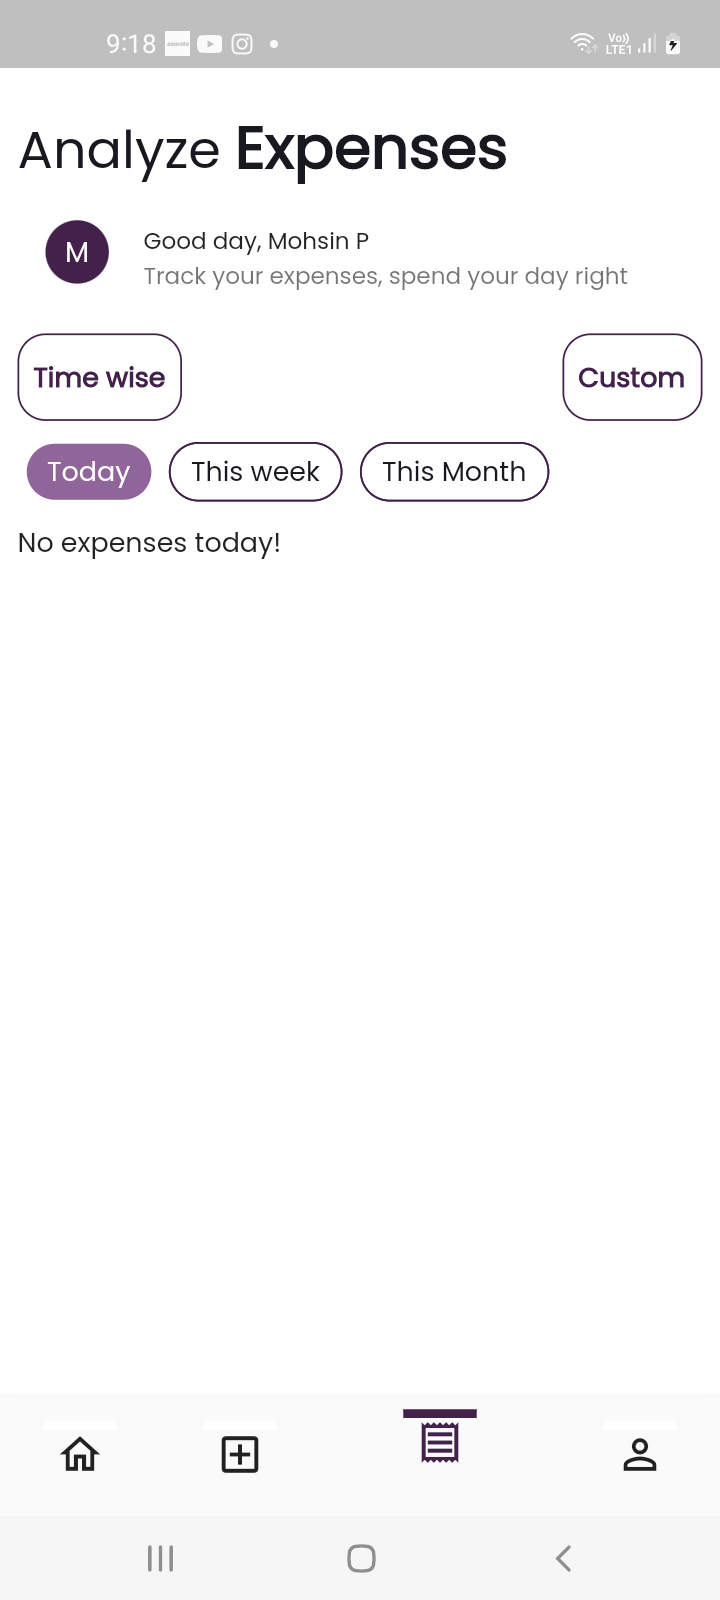 9:18
Vo)) LTE1
Analyze Expenses
M
Good day, Mohsin P
Track your expenses, spend your day right
Time wise
Custom
Today
This week
This Month
No expenses today!